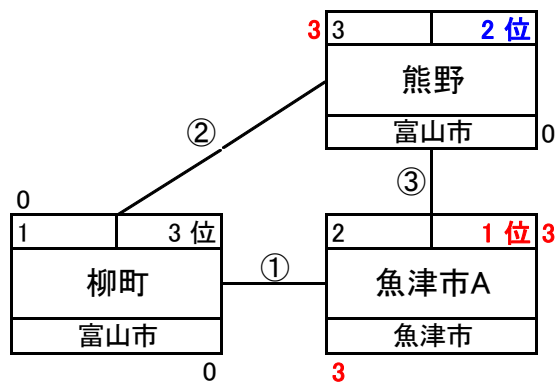 3 3 2 位
熊野
富山市 0
②
③
0
1 3 位
2 1 位 3
柳町
①
魚津市A
富山市
魚津市
0
3